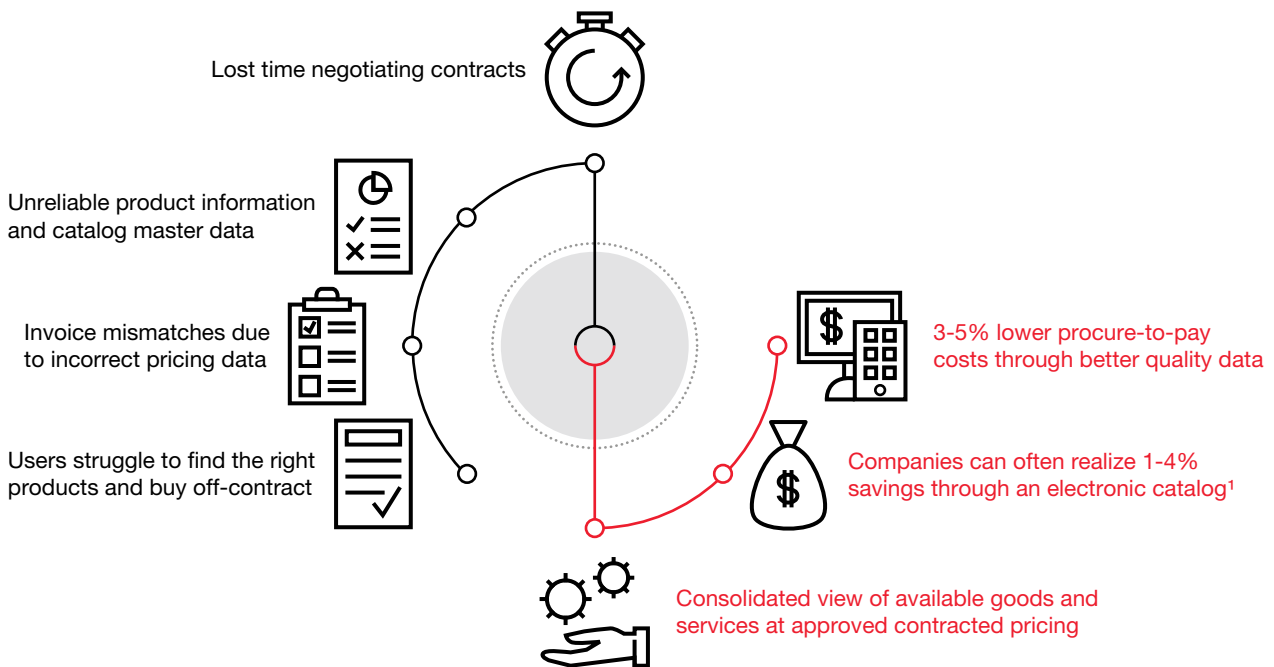 Lost time negotiating contracts
Unreliable product information
and catalog master data
Invoice mismatches due
to incorrect pricing data
Users struggle to find the right
products and buy off-contract
$
3-5% lower procure-to-pay
costs through better quality data
$
Companies can often realize 1-4%
savings through an electronic catalog¹
Consolidated view of available goods and
services at approved contracted pricing